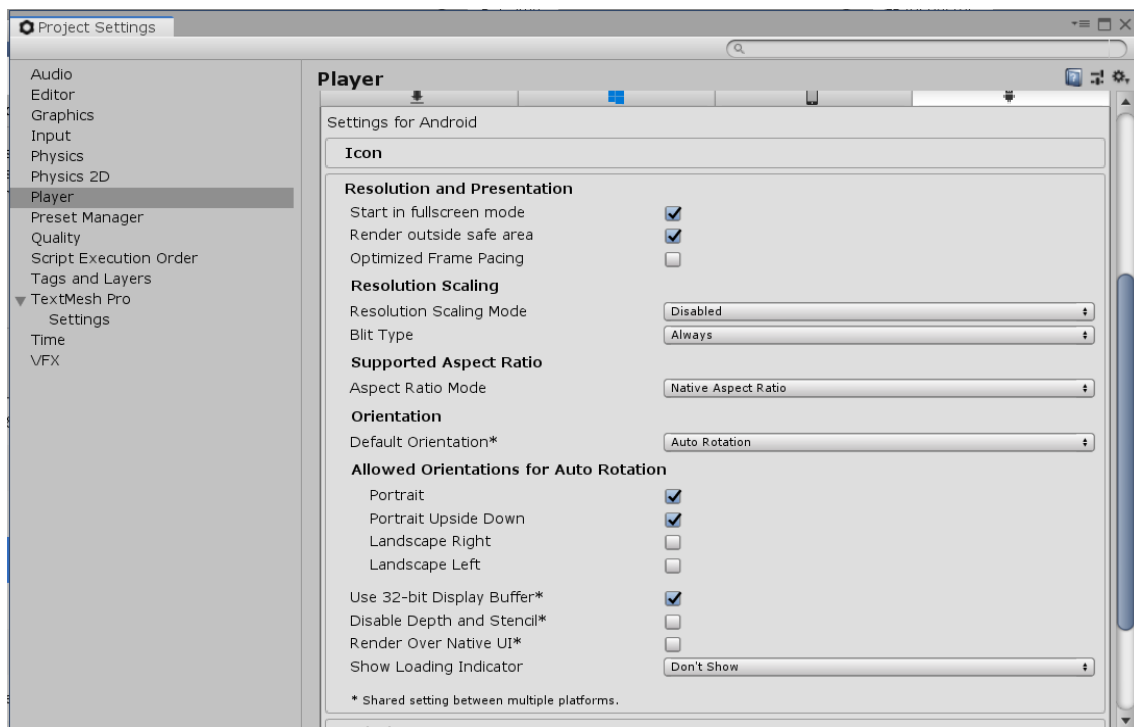 Project Settings
Audio
Editor
Graphics
Input
Physics
Physics 2D
Player
Preset Manager
Quality
Script Execution Order
Tags and Layers
TextMesh Pro
Settings
Time
VFX
Player
Settings for Android
Icon
Resolution and Presentation
Start in fullscreen mode
Render outside safe area
Optimized Frame Pacing
Resolution Scaling
Resolution Scaling Mode Disabled
Blit Type Always
Supported Aspect Ratio
Aspect Ratio Mode Native Aspect Ratio
Orientation
Default Orientation* Auto Rotation
Allowed Orientations for Auto Rotation
Portrait
Portrait Upside Down
Landscape Right
Landscape Left
Use 32-bit Display Buffer*
Disable Depth and Stencil*
Render Over Native UI*
Show Loading Indicator Don't Show
* Shared setting between multiple platforms.